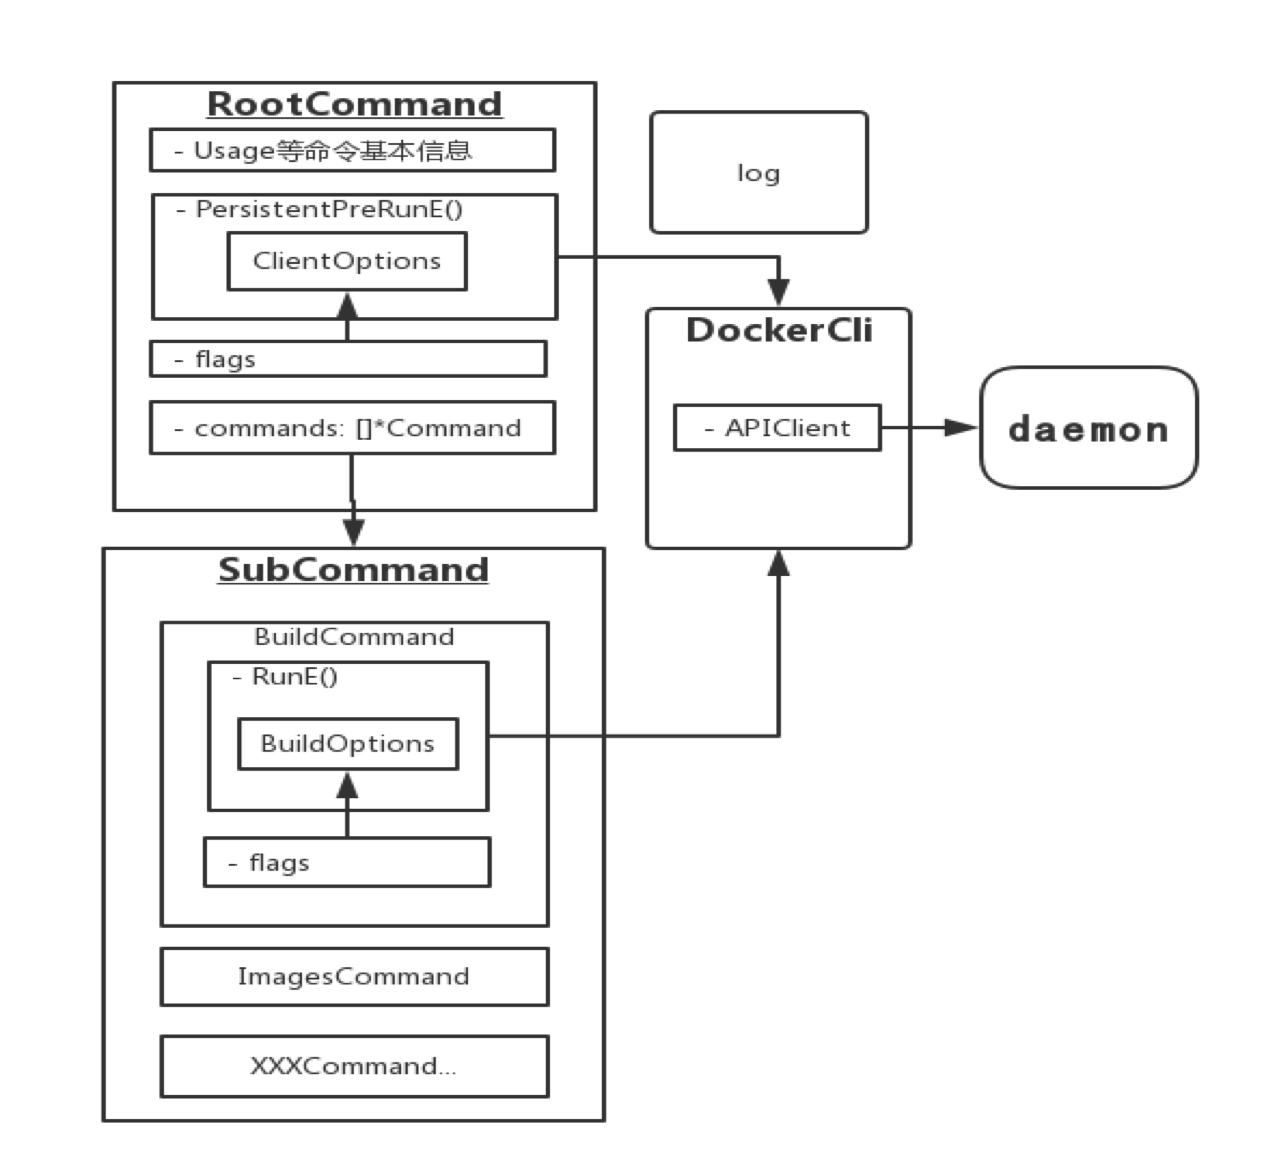 RootCommand
- Usage等命令基本信息
- PersistentPreRunE()
ClientOptions
- flags
- commands: []*Command
log
DockerCli
- APIClient
daemon
SubCommand
BuildCommand
- RunE()
BuildOptions
- flags
ImagesCommand
XXXCommand...